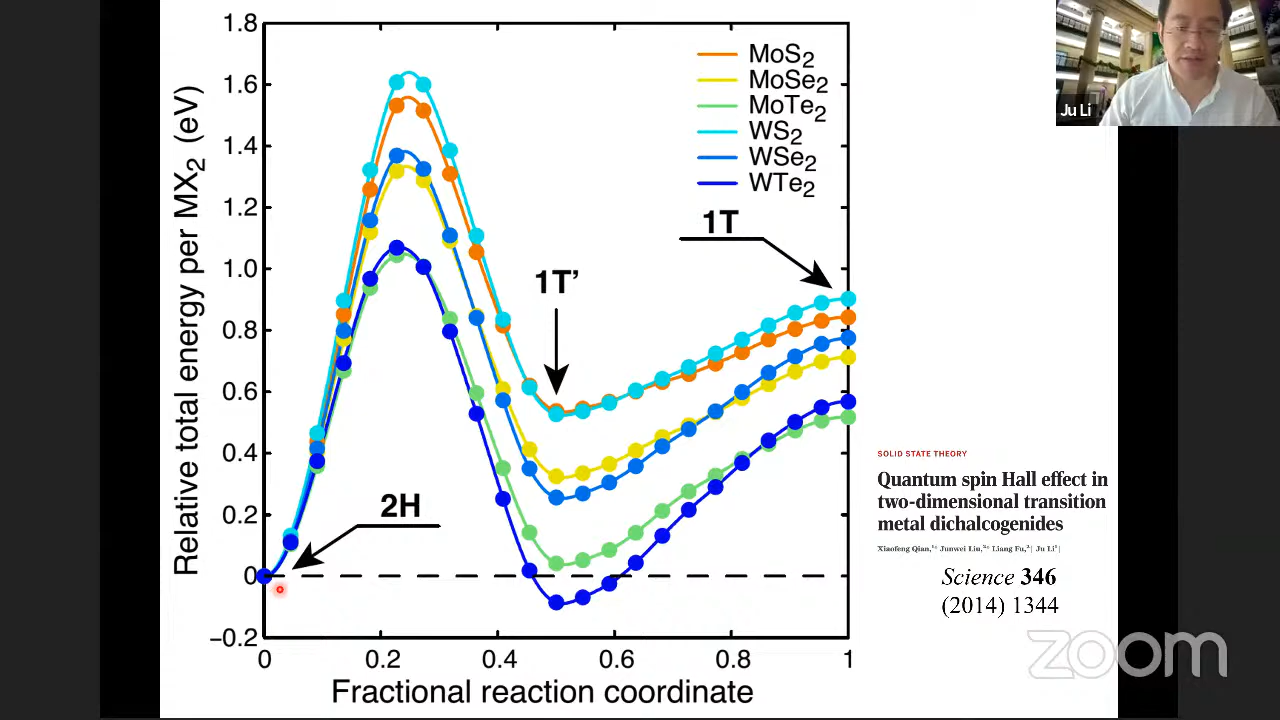 1.8
1.6
1.4
1.2
1.0
0.8
0.6
0.4
0.2
0
−0.2
Relative total energy per MX2 (eV)
MoS2
MoSe2
MoTe2
WS2
WSe2
WTe2
1T
1T’
2H
0
0.2
0.4
0.6
0.8
1
Fractional reaction coordinate
Ju Li
SOLID STATE THEORY
Quantum spin Hall effect in
two-dimensional transition
metal dichalcogenides
Xiaofeng Qian,¹* Junwei Liu,²* Liang Fu,²† Ju Li¹†
Science 346
(2014) 1344
zoom